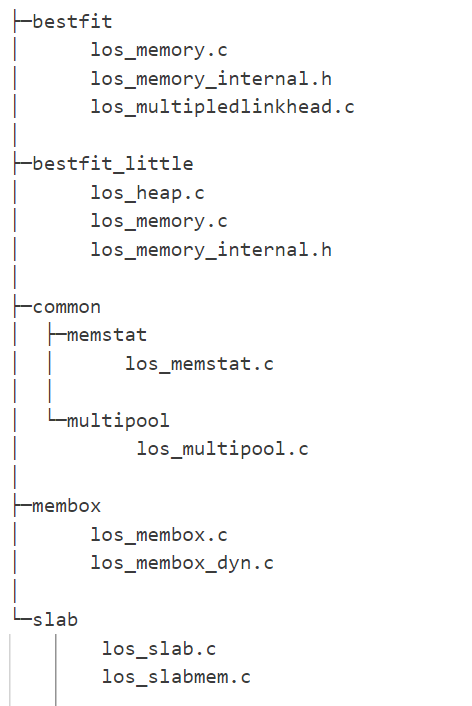 ├─bestfit
│      los_memory.c
│      los_memory_internal.h
│      los_multipledlinkhead.c
│
├─bestfit_little
│      los_heap.c
│      los_memory.c
│      los_memory_internal.h
│
├─common
│  ├─memstat
│  │      los_memstat.c
│  │
│  └─multipool
│          los_multipool.c
│
├─membox
│      los_membox.c
│      los_membox_dyn.c
│
└─slab
        los_slab.c
        los_slabmem.c